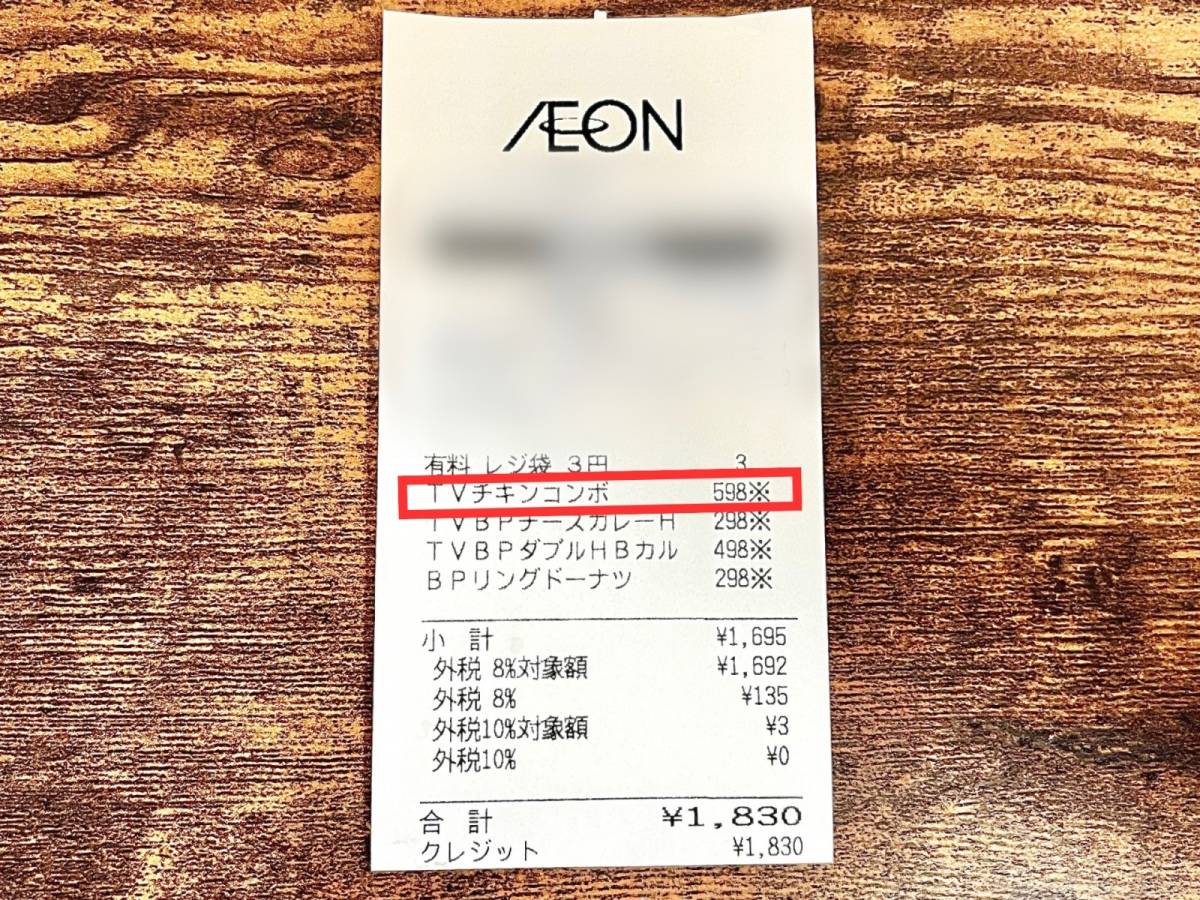 ÆON
有料 レジ袋 3円 3
TVチキンコンボ 598※
TVBPチーズカレーH 298※
TVBPダブルHBカル 498※
BPリングドーナツ 298※
小 計 ¥1,695
外税 8%対象額 ¥1,692
外税 8% ¥135
外税10%対象額 ¥3
外税10% ¥0
合 計 ¥1,830
クレジット ¥1,830